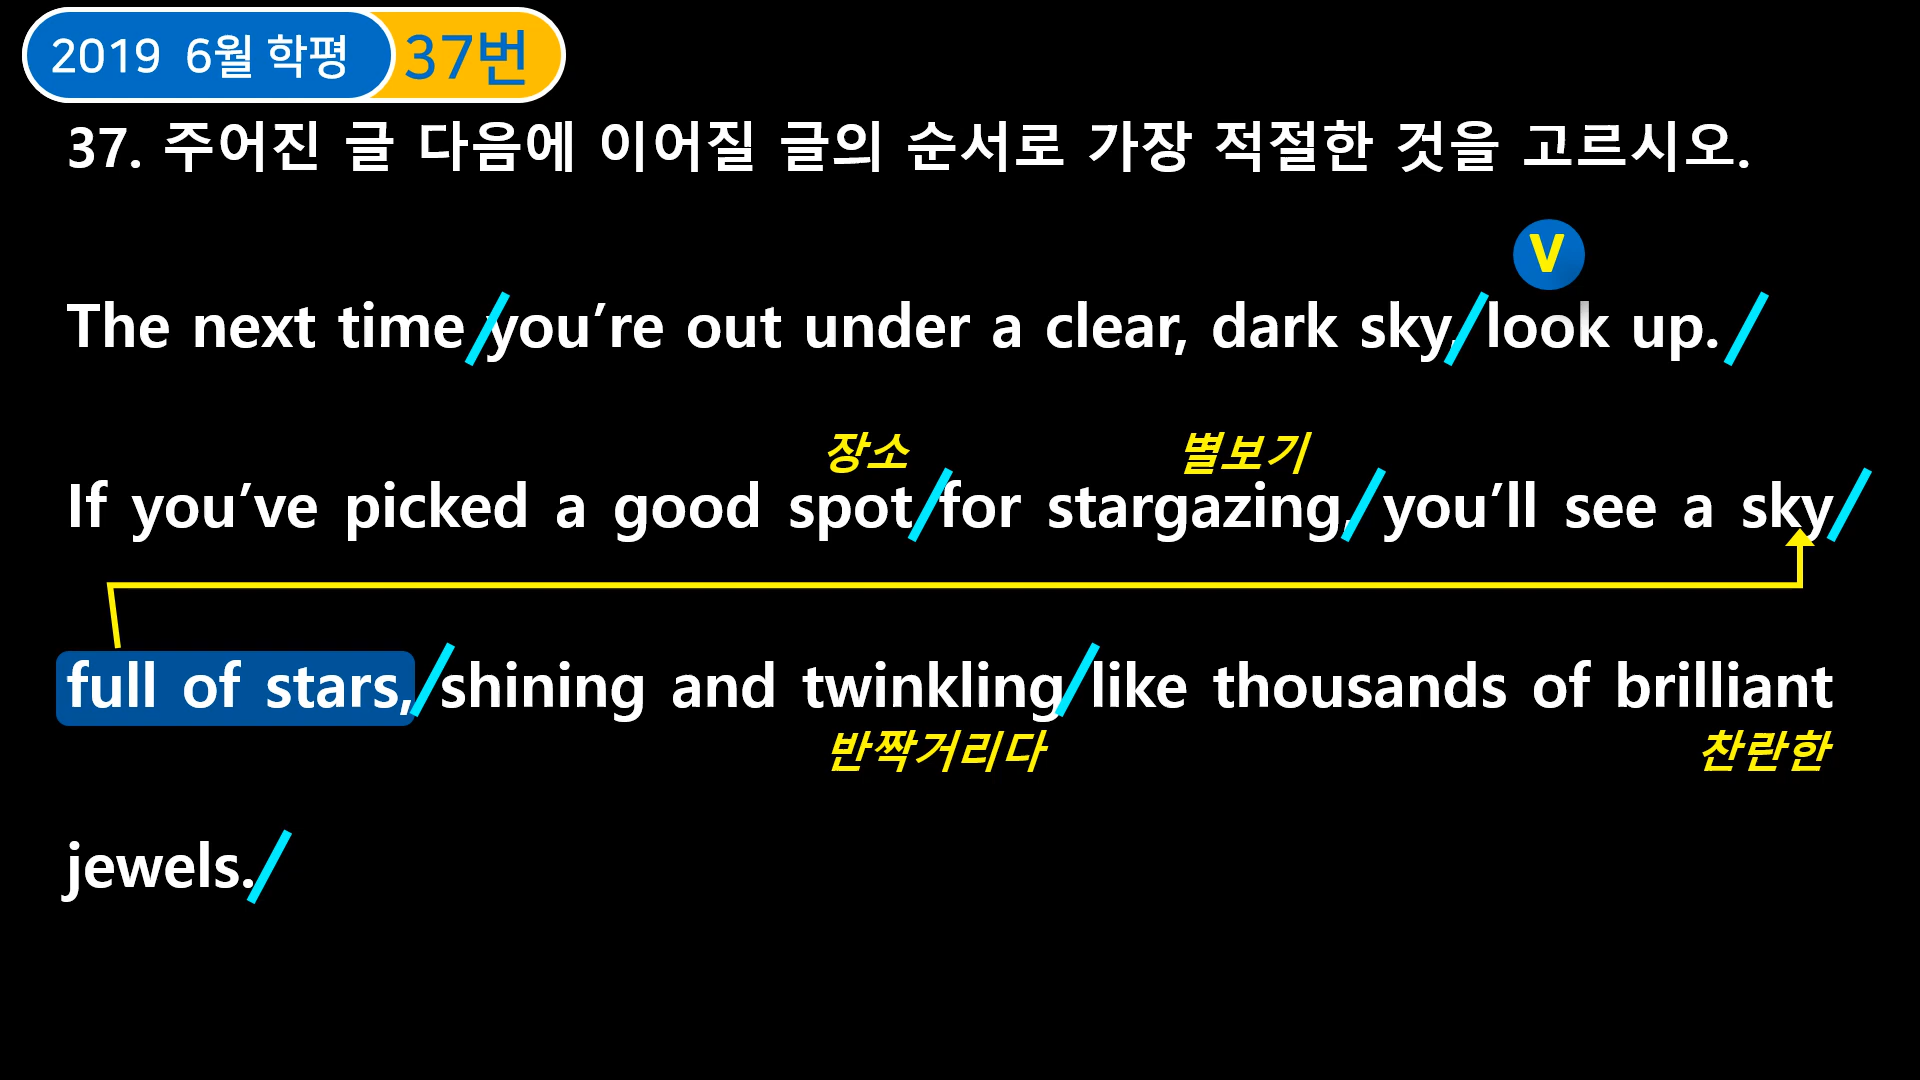 2019 6월 학평 37번
37. 주어진 글 다음에 이어질 글의 순서로 가장 적절한 것을 고르시오.
V
The next time you’re out under a clear, dark sky, look up.
장소 별보기
If you’ve picked a good spot for stargazing, you’ll see a sky
full of stars, shining and twinkling like thousands of brilliant
반짝거리다 찬란한
jewels.